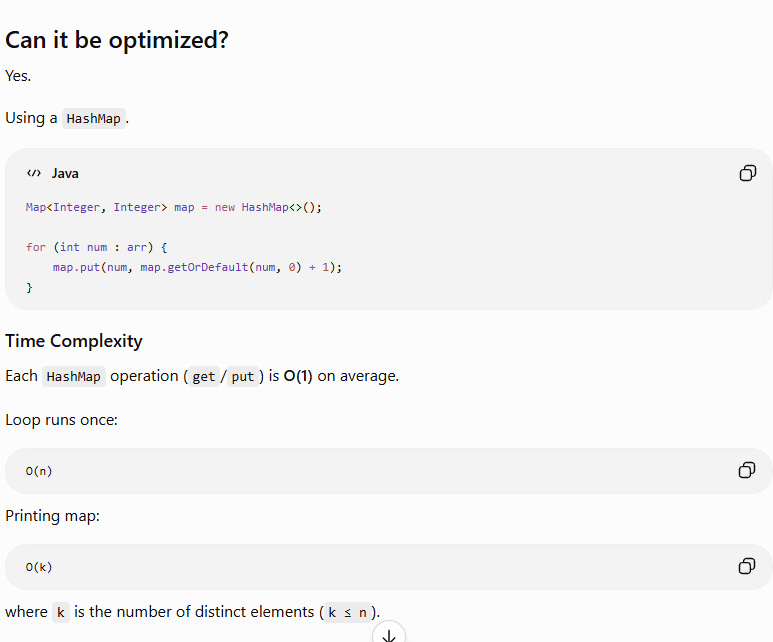 Can it be optimized?
Yes.
Using a HashMap.
</> Java
Map<Integer, Integer> map = new HashMap<>();
for (int num : arr) {
    map.put(num, map.getOrDefault(num, 0) + 1);
}
Time Complexity
Each HashMap operation (get/put) is O(1) on average.
Loop runs once:
O(n)
Printing map:
O(k)
where k is the number of distinct elements (k ≤ n).